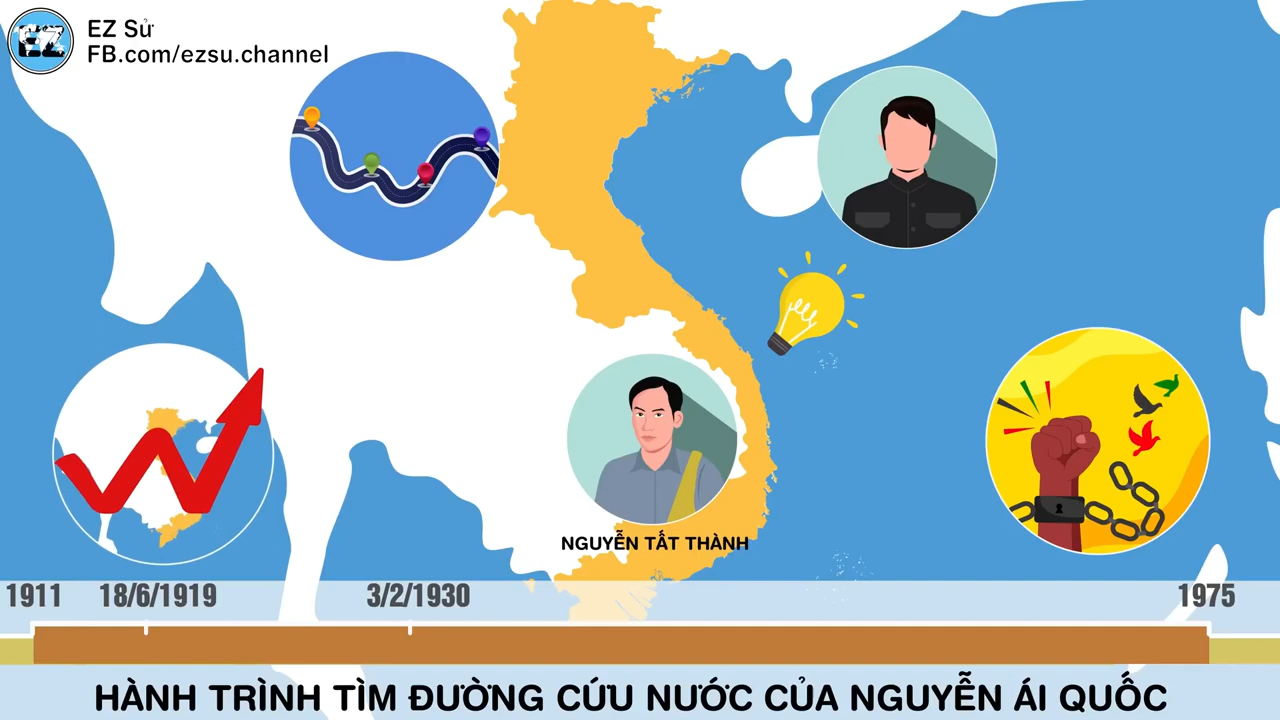 EZ
EZ Sử
FB.com/ezsu.channel
NGUYỄN TẤT THÀNH
1911 18/6/1919 3/2/1930 1975
HÀNH TRÌNH TÌM ĐƯỜNG CỨU NƯỚC CỦA NGUYỄN ÁI QUỐC